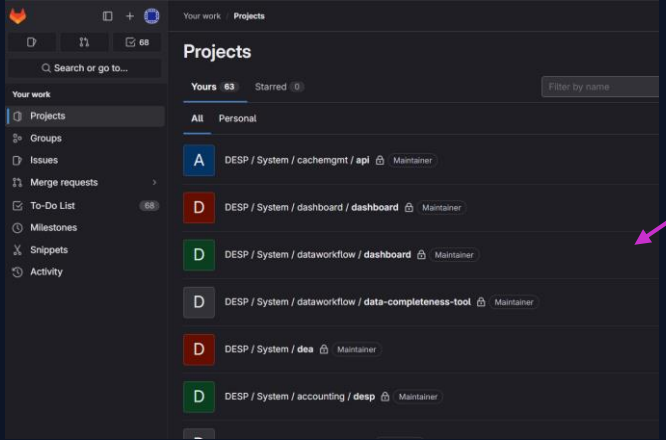 Your work / Projects
68
Search or go to...
Your work
Projects
Groups
Issues
Merge requests
To-Do List 68
Milestones
Snippets
Activity
Projects
Yours 63 Starred 0
Filter by name
All Personal
A DESP / System / cachemgmt / api Maintainer
D DESP / System / dashboard / dashboard Maintainer
D DESP / System / dataworkflow / dashboard Maintainer
D DESP / System / dataworkflow / data-completeness-tool Maintainer
D DESP / System / dea Maintainer
D DESP / System / accounting / desp Maintainer